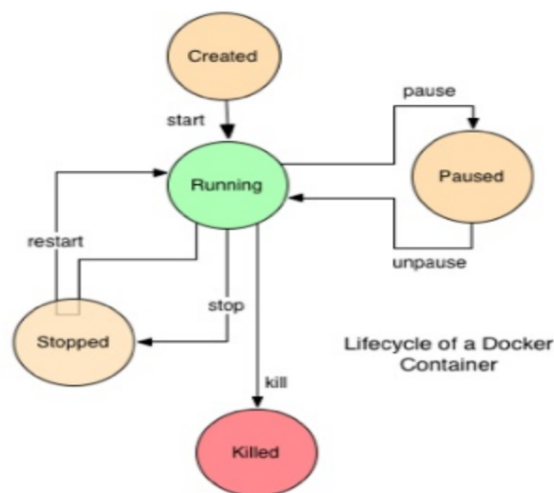 Created
start
pause
Running
Paused
restart
unpause
stop
Stopped
Lifecycle of a Docker
Container
kill
Killed